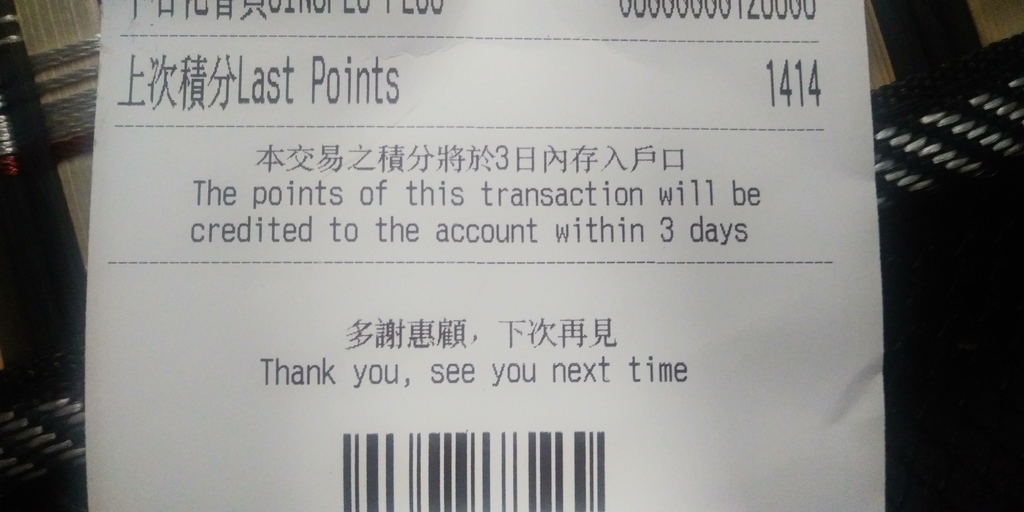 上次積分Last Points 1414
本交易之積分將於3日內存入戶口
The points of this transaction will be
credited to the account within 3 days
多謝惠顧，下次再見
Thank you, see you next time